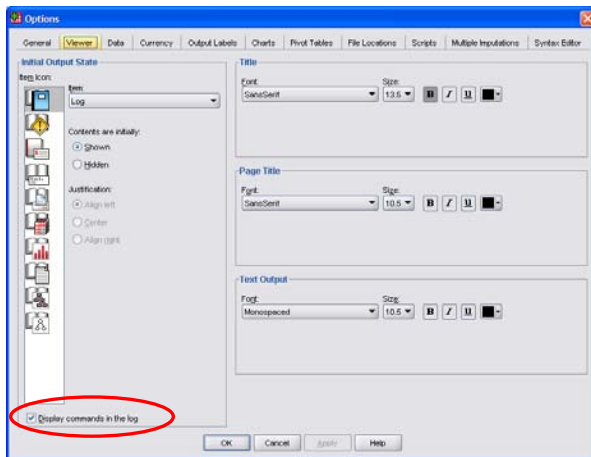 Options
General Viewer Data Currency Output Labels Charts Pivot Tables File Locations Scripts Multiple Imputations Syntax Editor
Initial Output State
Item Icon:
Item:
Log
Contents are initially:
Shown
Hidden
Justification:
Align left
Center
Align right
Display commands in the log
Title
Font: Size:
SansSerif 13.5 B I U
Page Title
Font: Size:
SansSerif 10.5 B I U
Text Output
Font: Size:
Monospaced 10.5 B I U
OK Cancel Apply Help